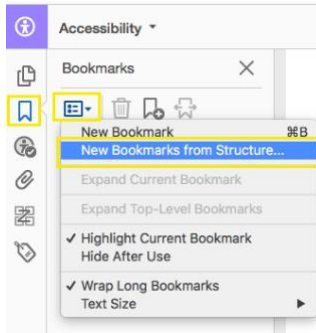 Accessibility
Bookmarks
New Bookmark ⌘B
New Bookmarks from Structure...
Expand Current Bookmark
Expand Top-Level Bookmarks
✓ Highlight Current Bookmark
Hide After Use
✓ Wrap Long Bookmarks
Text Size